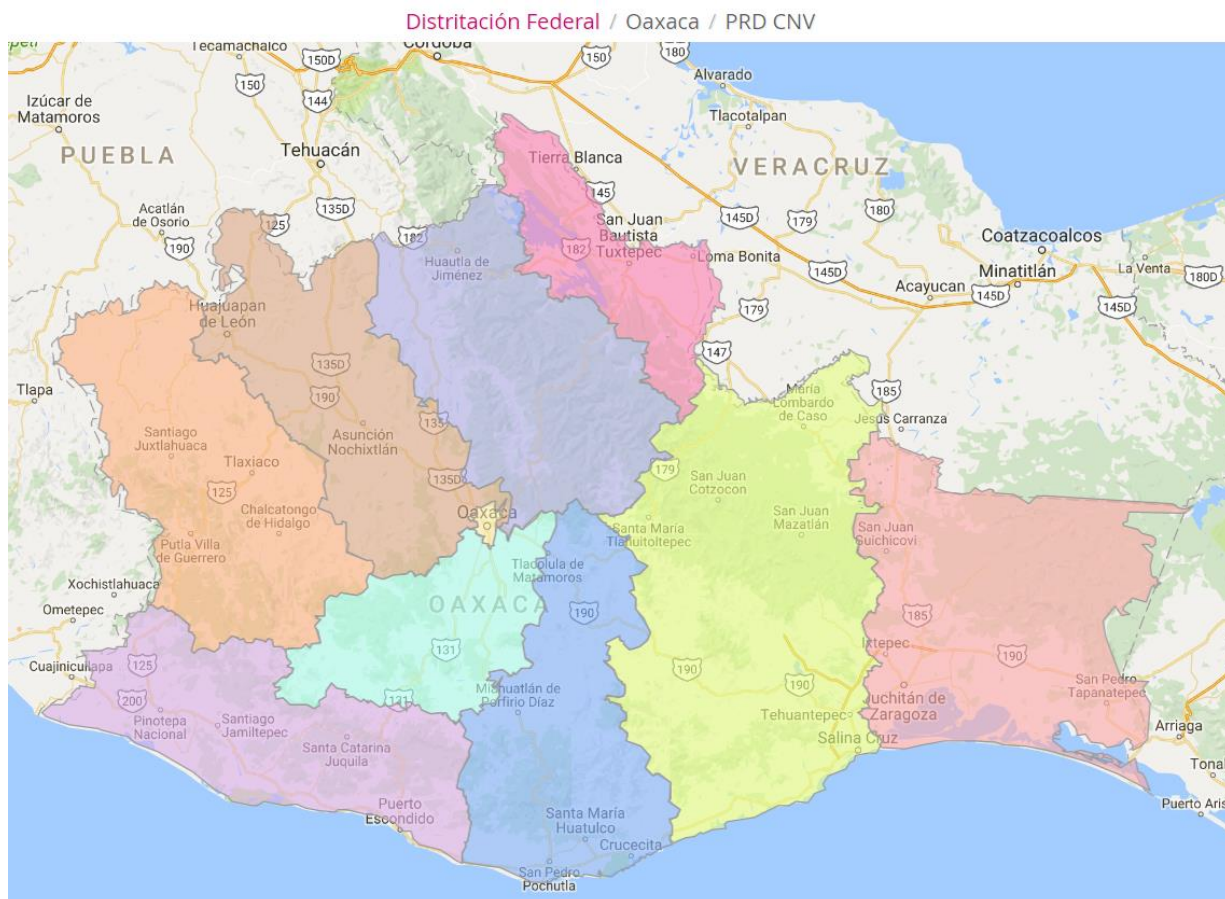 Distritación Federal / Oaxaca / PRD CNV
Tecamachalco
150D
Córdoba
150
180
150
144
Alvarado
Izúcar de
Matamoros
Tlacotalpan
PUEBLA
Tehuacán
Tierra Blanca
VERACRUZ
145
Acatlán
de Osorio
135D
125
190
182
San Juan
Bautista
Tuxtepec
145D
179
180
Coatzacoalcos
Huautla de
Jiménez
182
Loma Bonita
145D
Acayucan
Minatitlán
La Venta
180D
145D
145D
Huajuapan
de León
179
147
135D
Tlapa
190
María
Lombardo
de Caso
185
Jesús Carranza
Santiago
Juxtlahuaca
Asunción
Nochixtlán
135
Tlaxiaco
125
135D
179
San Juan
Cotzocon
Chalcatongo
de Hidalgo
Oaxaca
San Juan
Mazatlán
Putla Villa
de Guerrero
Santa María
Tlahuitoltepec
San Juan
Guichicovi
Tlacolula de
Matamoros
Xochistlahuaca
OAXACA
190
185
Ometepec
131
Ixtepec
190
Cuajinicuilapa
125
190
190
San Pedro
Tapanatepec
200
Pinotepa
Nacional
Santiago
Jamiltepec
131
Miahuatlán de
Porfirio Díaz
Juchitán de
Zaragoza
Tehuantepec
Arriaga
Santa Catarina
Juquila
Salina Cruz
Tonal
Puerto
Escondido
Santa María
Huatulco
Puerto Aris
Crucecita
San Pedro
Pochutla